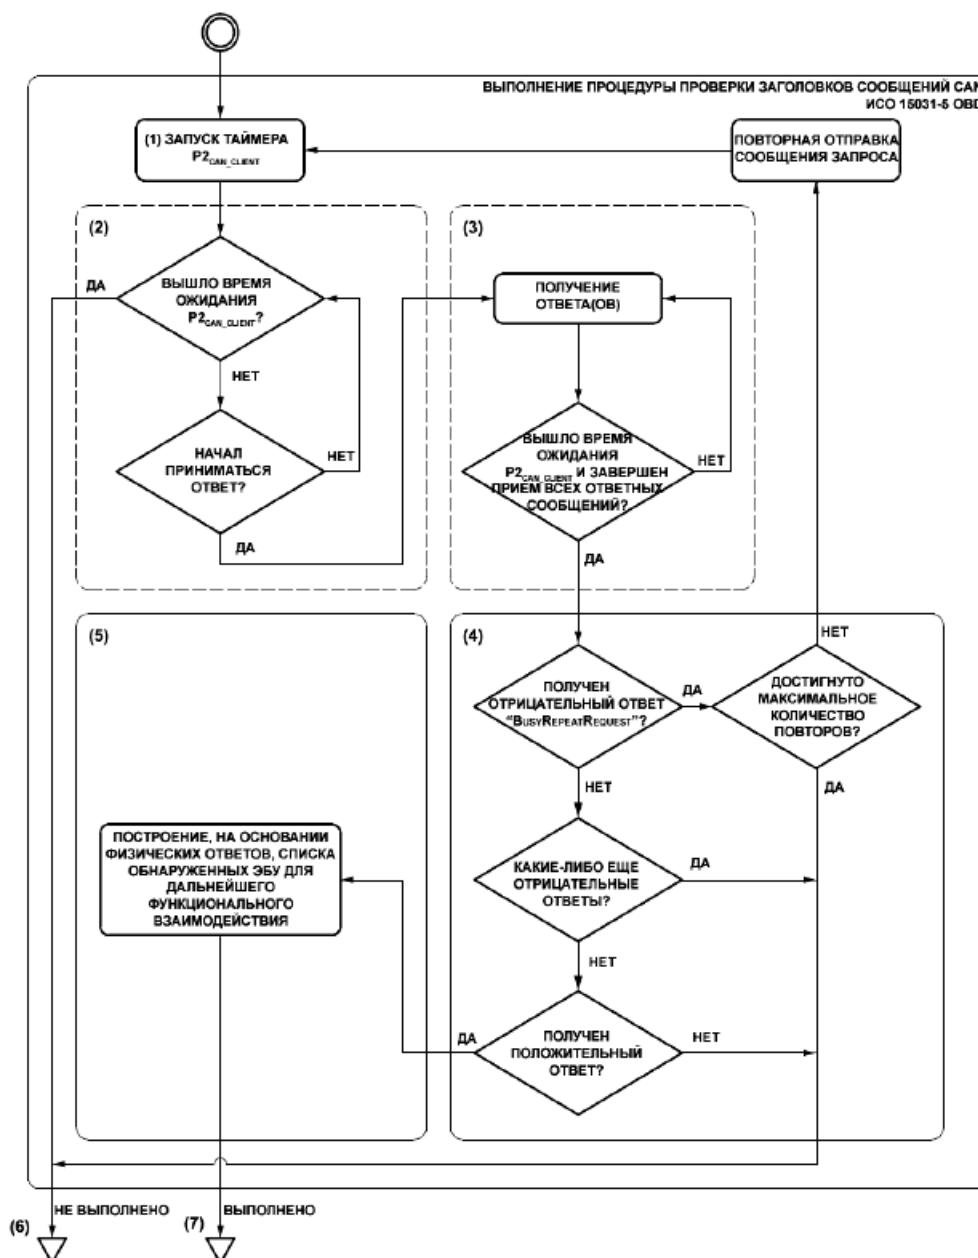 ВЫПОЛНЕНИЕ ПРОЦЕДУРЫ ПРОВЕРКИ ЗАГОЛОВКОВ СООБЩЕНИЙ CAN
ИСО 15031-5 OBD
(1) ЗАПУСК ТАЙМЕРА
P2CAN_CLIENT
ПОВТОРНАЯ ОТПРАВКА
СООБЩЕНИЯ ЗАПРОСА
(2)
ДА
ВЫШЛО ВРЕМЯ
ОЖИДАНИЯ
P2CAN_CLIENT?
НЕТ
НАЧАЛ
ПРИНИМАТЬСЯ
ОТВЕТ?
НЕТ
ДА
(3)
ПОЛУЧЕНИЕ
ОТВЕТА(ОВ)
ВЫШЛО ВРЕМЯ
ОЖИДАНИЯ
P2CAN_CLIENT И ЗАВЕРШЕН
ПРИЕМ ВСЕХ ОТВЕТНЫХ
СООБЩЕНИЙ?
НЕТ
ДА
(5)
(4)
НЕТ
ПОЛУЧЕН
ОТРИЦАТЕЛЬНЫЙ ОТВЕТ
“BUSYREPEATREQUEST”?
ДА
ДОСТИГНУТО
МАКСИМАЛЬНОЕ
КОЛИЧЕСТВО
ПОВТОРОВ?
НЕТ
ДА
ПОСТРОЕНИЕ, НА ОСНОВАНИИ
ФИЗИЧЕСКИХ ОТВЕТОВ, СПИСКА
ОБНАРУЖЕННЫХ ЭБУ ДЛЯ
ДАЛЬНЕЙШЕГО
ФУНКЦИОНАЛЬНОГО
ВЗАИМОДЕЙСТВИЯ
КАКИЕ-ЛИБО ЕЩЕ
ОТРИЦАТЕЛЬНЫЕ
ОТВЕТЫ?
ДА
НЕТ
ДА
ПОЛУЧЕН
ПОЛОЖИТЕЛЬНЫЙ
ОТВЕТ?
НЕТ
(6)
НЕ ВЫПОЛНЕНО
(7)
ВЫПОЛНЕНО